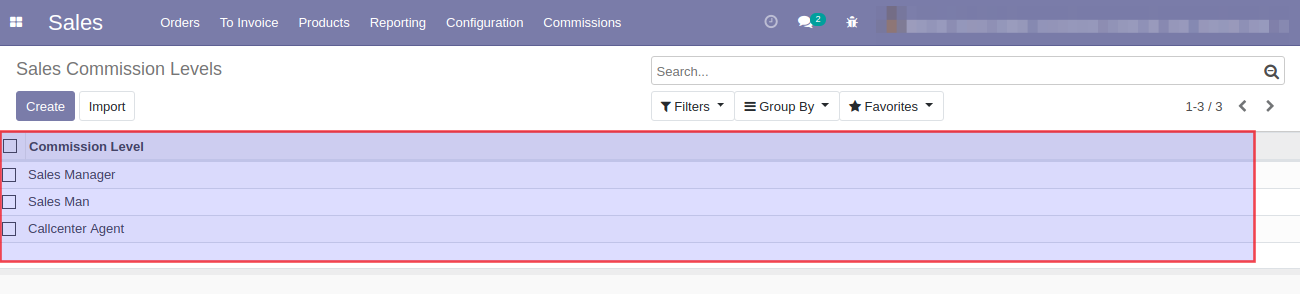 Sales Orders To Invoice Products Reporting Configuration Commissions 2
Sales Commission Levels Search...
Create Import Filters Group By Favorites 1-3 / 3
Commission Level
Sales Manager
Sales Man
Callcenter Agent